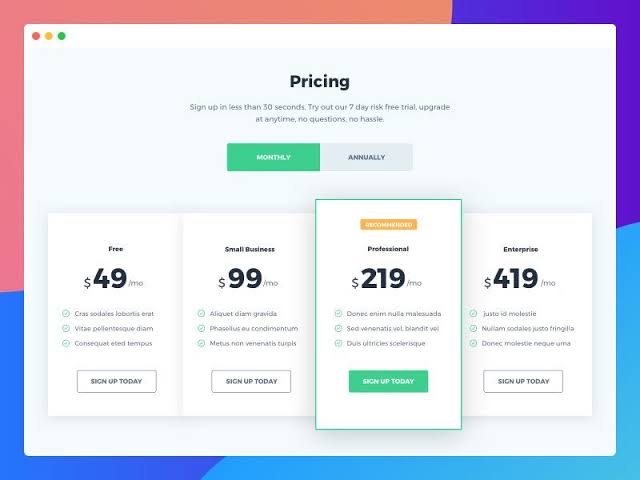 Pricing
Sign up in less than 30 seconds. Try out our 7 day risk free trial, upgrade
at anytime, no questions, no hassle.
MONTHLY
ANNUALLY
Free
$49/mo
Cras sodales lobortis erat
Vitae pellentesque diam
Consequat eted tempus
SIGN UP TODAY
Small Business
$99/mo
Aliquet diam gravida
Phasellus eu condimentum
Metus non venenatis turpis
SIGN UP TODAY
RECOMMENDED
Professional
$219/mo
Donec enim nulla malesuada
Sed venenatis vel, blandit vel
Duis ultricies scelerisque
SIGN UP TODAY
Enterprise
$419/mo
justo id molestie
Nullam sodales justo fringilla
Donec molestie neque urna
SIGN UP TODAY